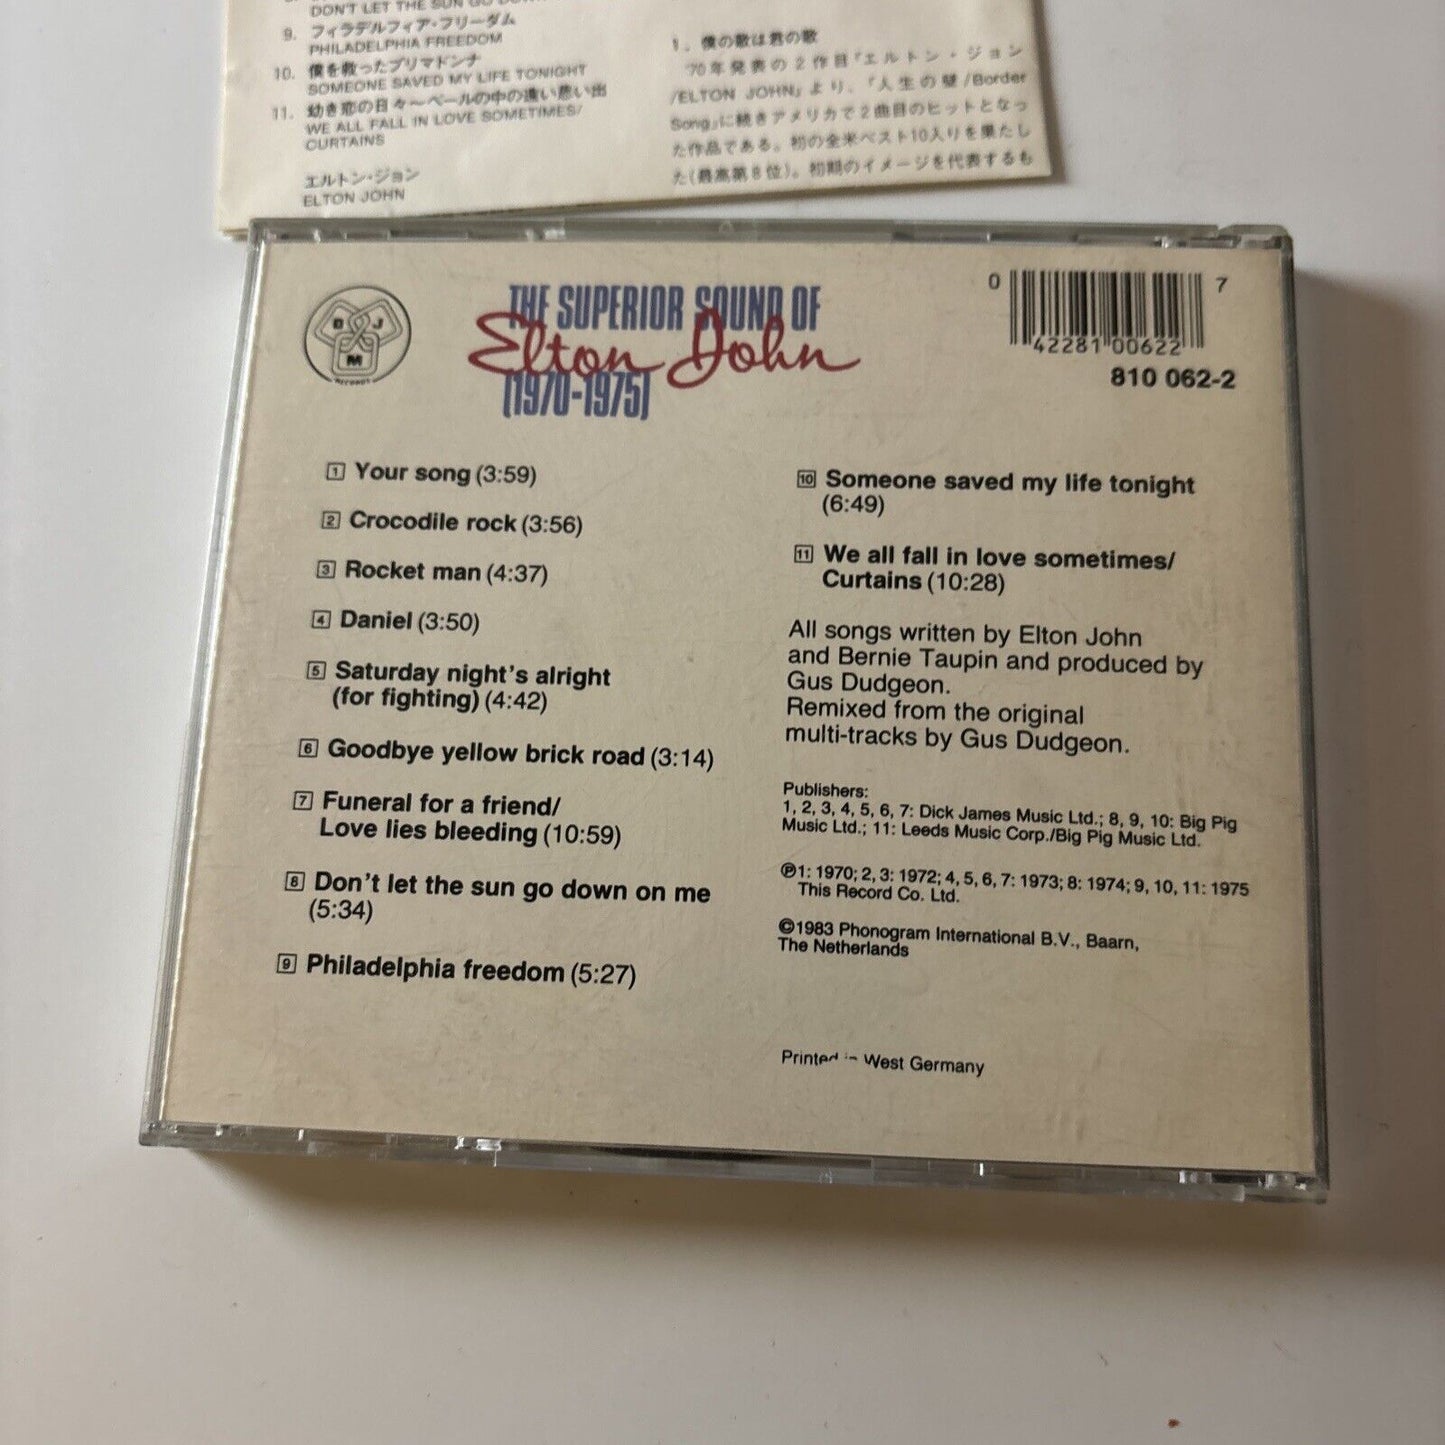 DON'T LET THE SUN GO DOWN
9. フィラデルフィア・フリーダム
PHILADELPHIA FREEDOM
10. 僕を救ったプリマドンナ
SOMEONE SAVED MY LIFE TONIGHT
11. 幼き恋の日々〜ベールの中の遠い思い出
WE ALL FALL IN LOVE SOMETIMES/
CURTAINS
エルトン・ジョン
ELTON JOHN
1. 僕の歌は君の歌
'70年発表の2作目『エルトン・ジョン
/ELTON JOHN』より、「人生の壁/Border
Song」に続きアメリカで2曲目のヒットとなっ
た作品である。初の全米ベスト10入りを果たし
た(最高第8位)。初期のイメージを代表するも
DJM
RECORDS
THE SUPERIOR SOUND OF
Elton John
(1970-1975)
0 42281 00622 7
810 062-2
1 Your song (3:59)
2 Crocodile rock (3:56)
3 Rocket man (4:37)
4 Daniel (3:50)
5 Saturday night's alright
(for fighting) (4:42)
6 Goodbye yellow brick road (3:14)
7 Funeral for a friend/
Love lies bleeding (10:59)
8 Don't let the sun go down on me
(5:34)
9 Philadelphia freedom (5:27)
10 Someone saved my life tonight
(6:49)
11 We all fall in love sometimes/
Curtains (10:28)
All songs written by Elton John
and Bernie Taupin and produced by
Gus Dudgeon.
Remixed from the original
multi-tracks by Gus Dudgeon.
Publishers:
1, 2, 3, 4, 5, 6, 7: Dick James Music Ltd.; 8, 9, 10: Big Pig
Music Ltd.; 11: Leeds Music Corp./Big Pig Music Ltd.
℗1: 1970; 2, 3: 1972; 4, 5, 6, 7: 1973; 8: 1974; 9, 10, 11: 1975
This Record Co. Ltd.
©1983 Phonogram International B.V., Baarn,
The Netherlands
Printed in West Germany